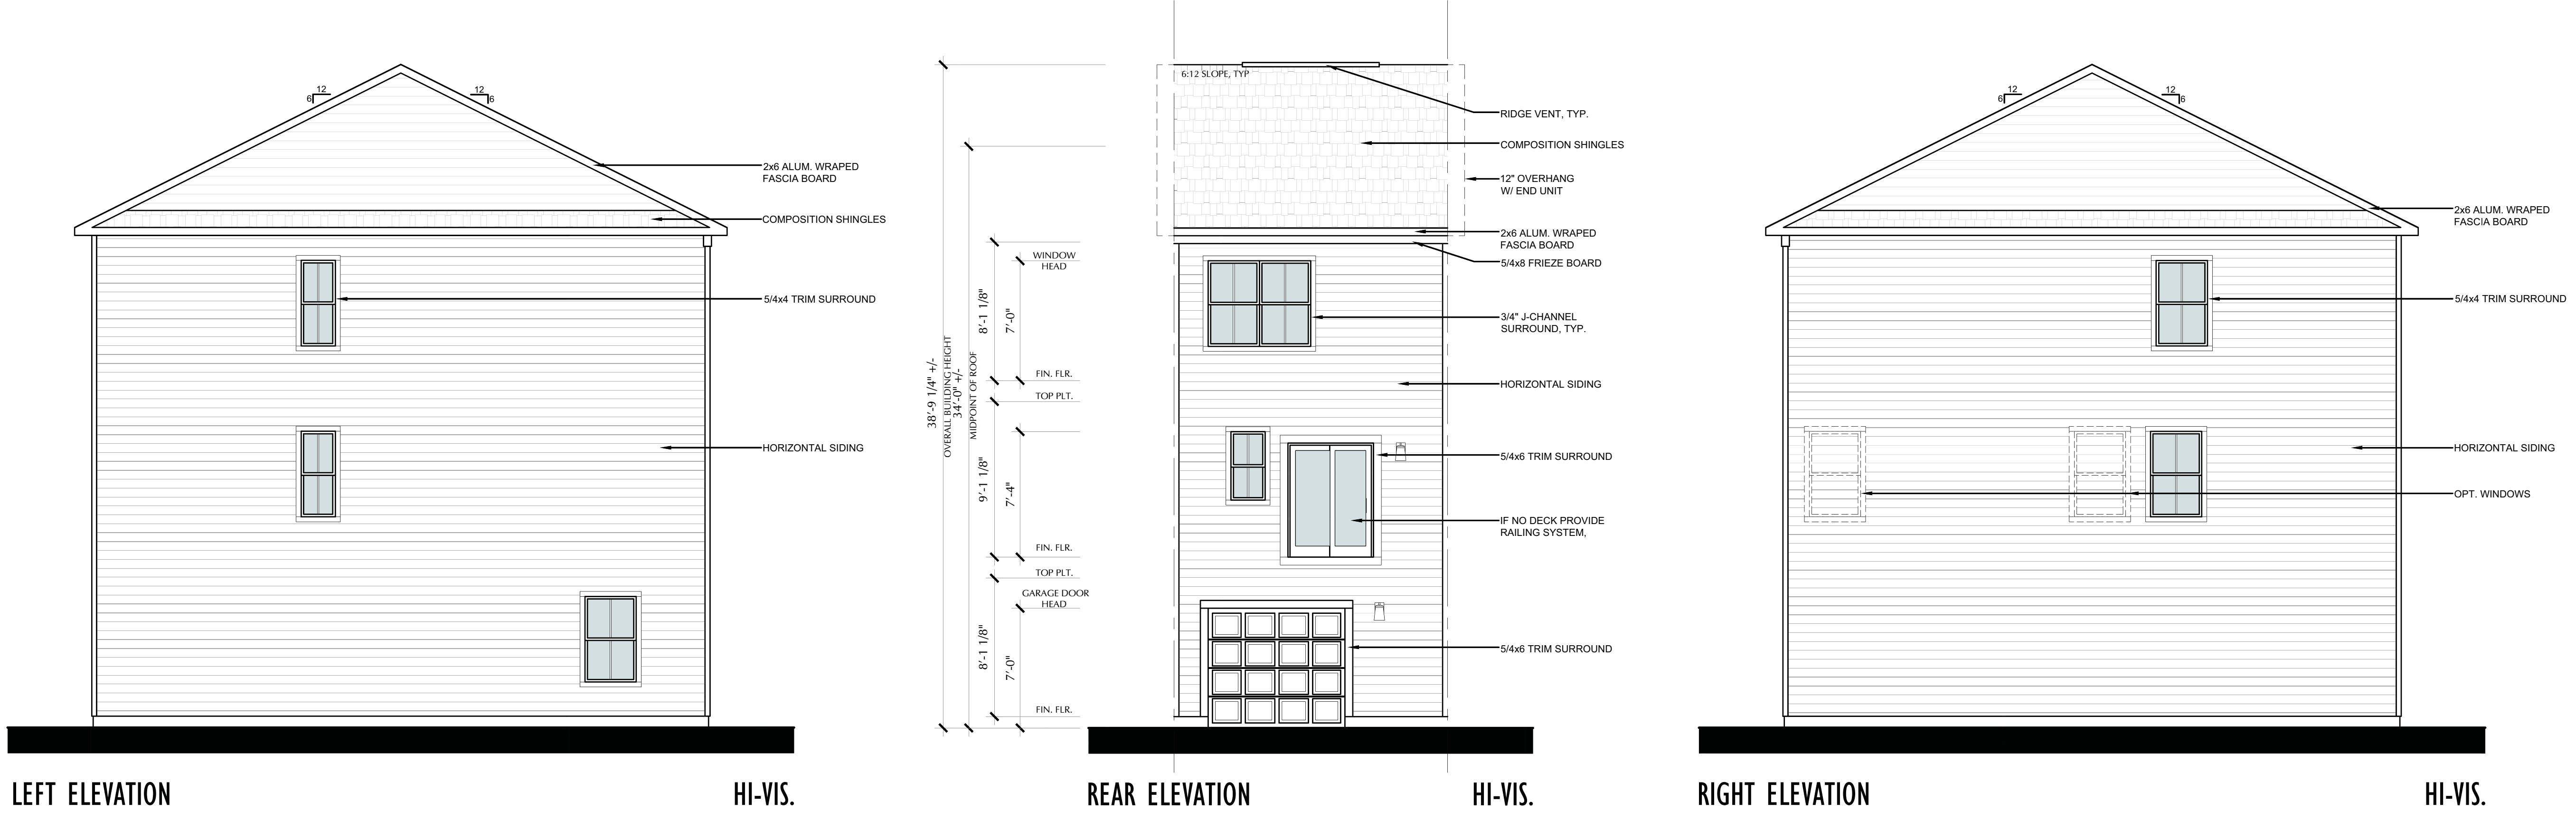 12
6
12
6
2x6 ALUM. WRAPED
FASCIA BOARD
COMPOSITION SHINGLES
5/4x4 TRIM SURROUND
HORIZONTAL SIDING
LEFT ELEVATION
HI-VIS.
38'-9 1/4" +/-
OVERALL BUILDING HEIGHT
34'-0" +/-
MIDPOINT OF ROOF
8'-1 1/8"
7'-0"
9'-1 1/8"
7'-4"
8'-1 1/8"
7'-0"
WINDOW
HEAD
FIN. FLR.
TOP PLT.
FIN. FLR.
TOP PLT.
GARAGE DOOR
HEAD
FIN. FLR.
6:12 SLOPE, TYP
RIDGE VENT, TYP.
COMPOSITION SHINGLES
12" OVERHANG
W/ END UNIT
2x6 ALUM. WRAPED
FASCIA BOARD
5/4x8 FRIEZE BOARD
3/4" J-CHANNEL
SURROUND, TYP.
HORIZONTAL SIDING
5/4x6 TRIM SURROUND
IF NO DECK PROVIDE
RAILING SYSTEM,
5/4x6 TRIM SURROUND
REAR ELEVATION
HI-VIS.
12
6
12
6
2x6 ALUM. WRAPED
FASCIA BOARD
5/4x4 TRIM SURROUND
HORIZONTAL SIDING
OPT. WINDOWS
RIGHT ELEVATION
HI-VIS.